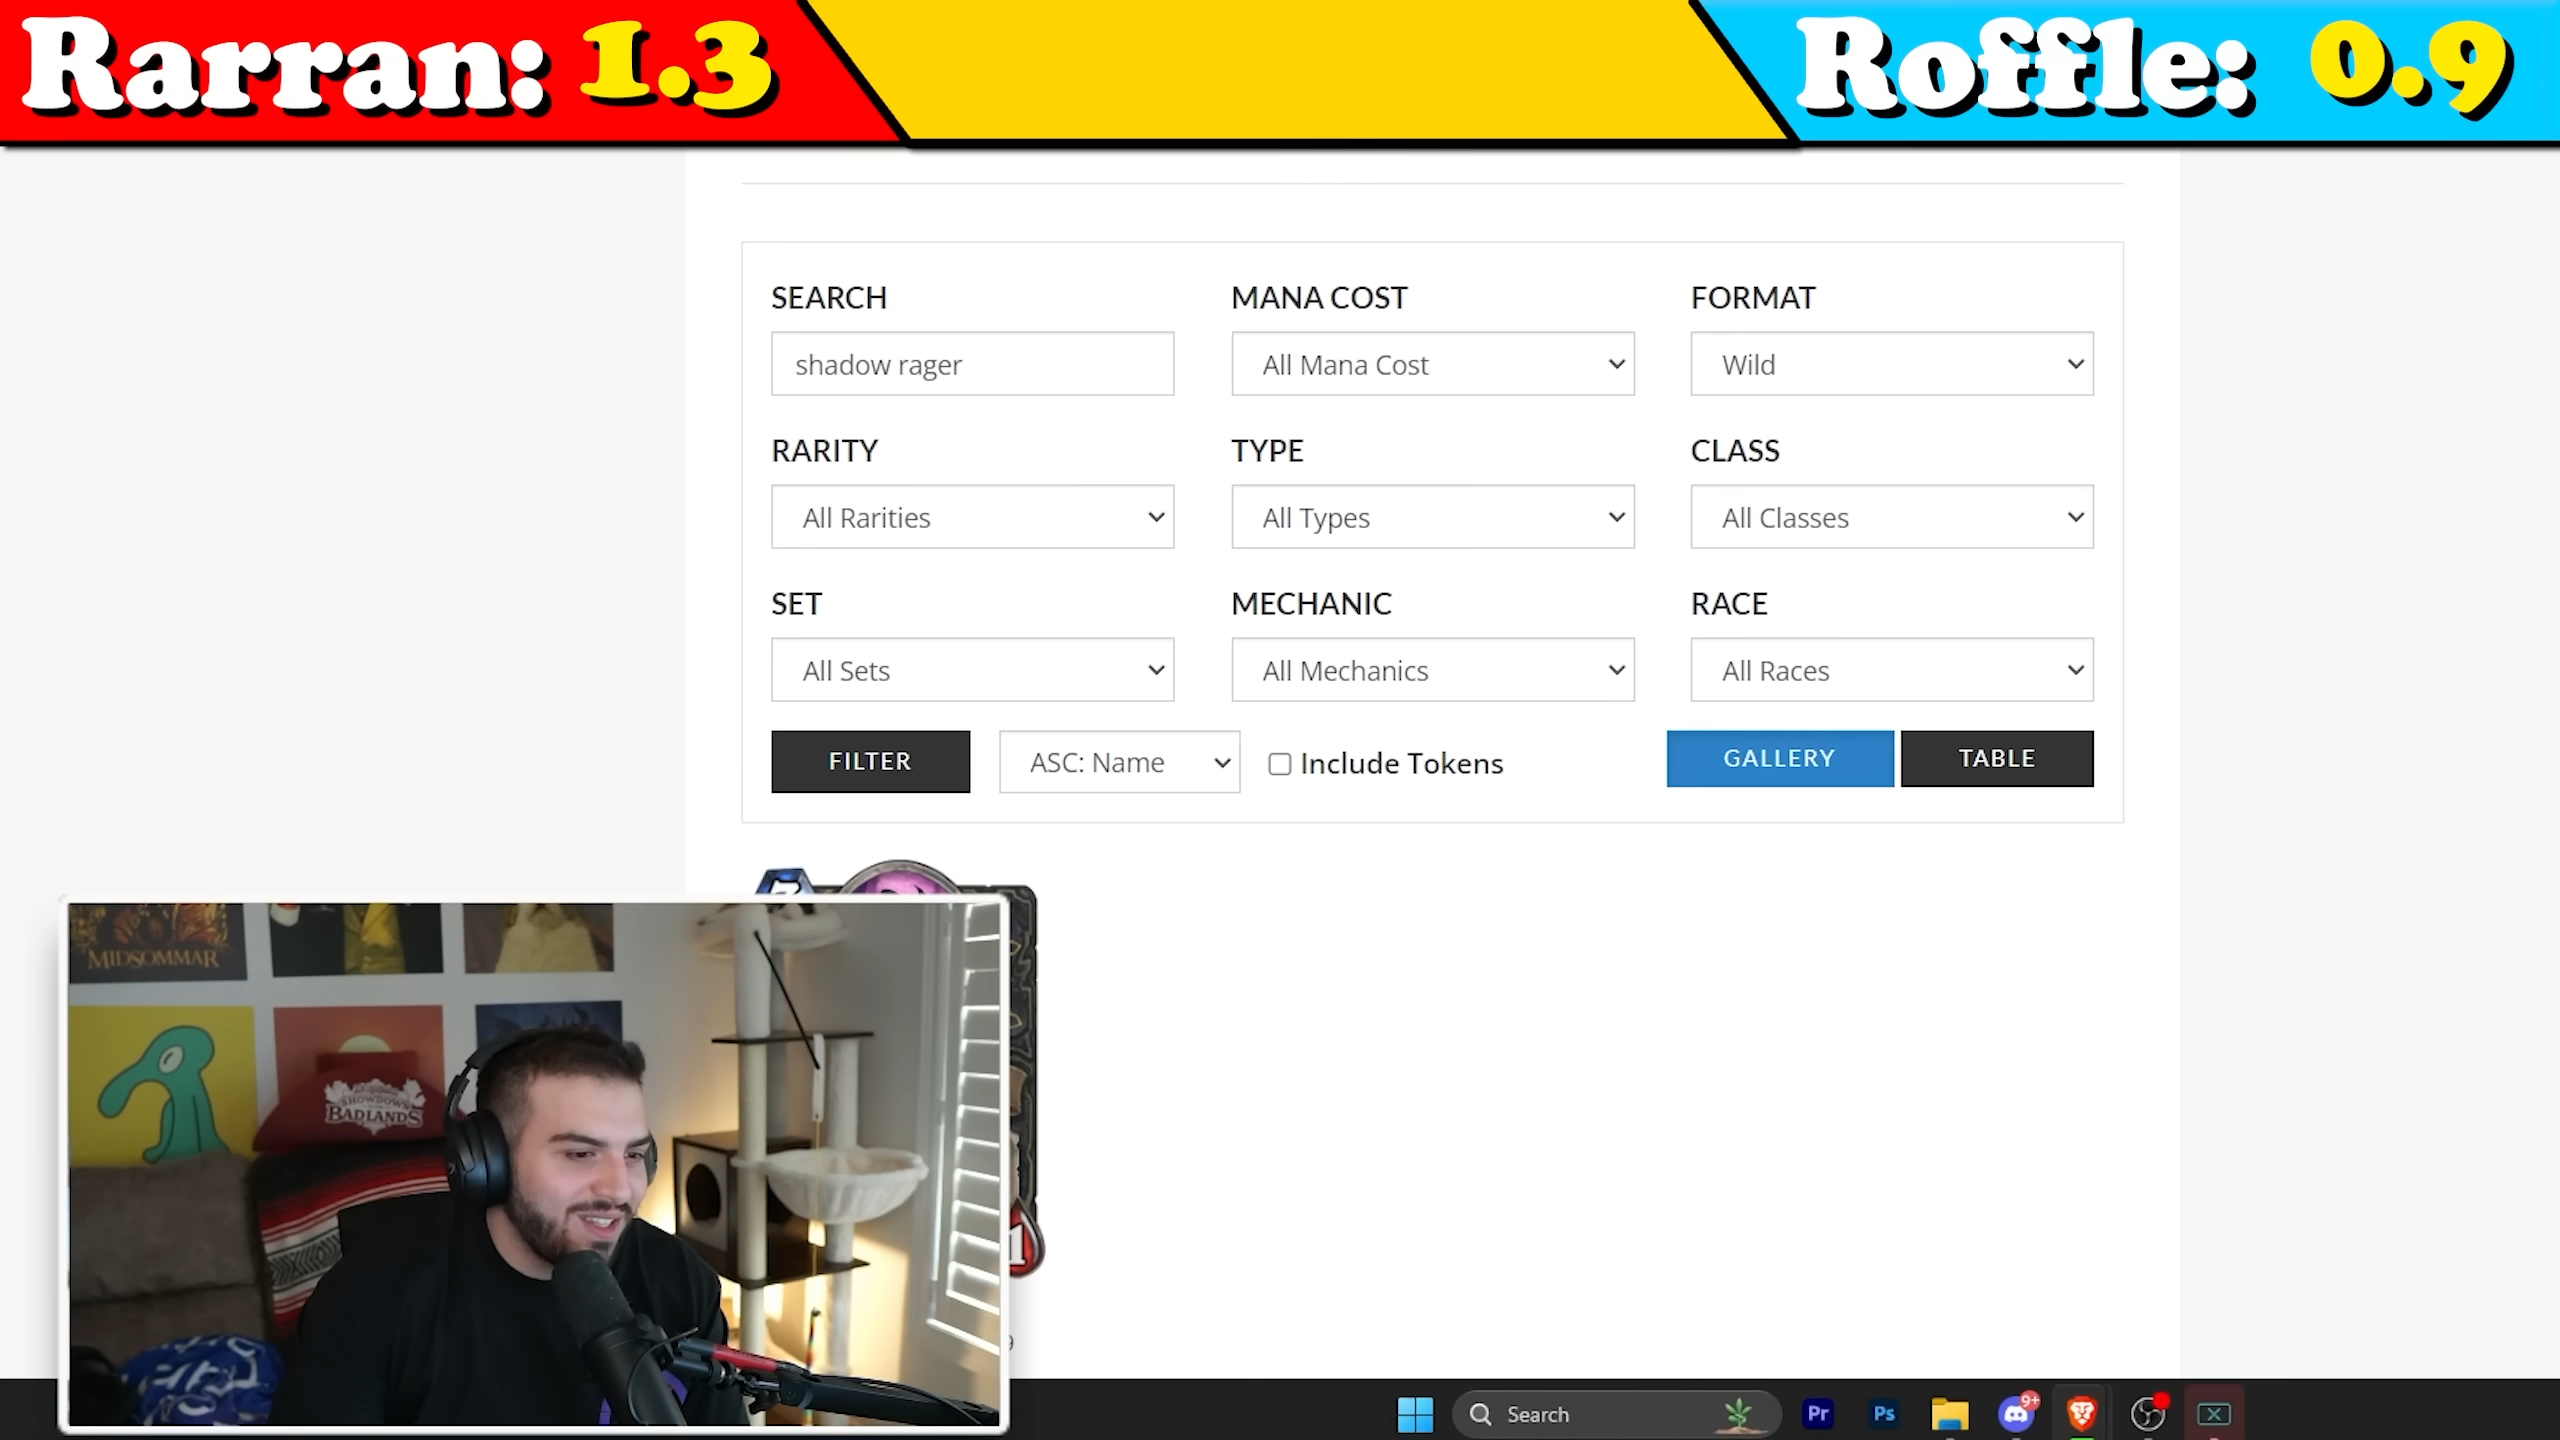 Rarran: 1.3
Roffle: 0.9
SEARCH
MANA COST
FORMAT
shadow rager
All Mana Cost
Wild
RARITY
TYPE
CLASS
All Rarities
All Types
All Classes
SET
MECHANIC
RACE
All Sets
All Mechanics
All Races
FILTER
ASC: Name
Include Tokens
GALLERY
TABLE
MIDSOMMAR
SHOWDOWN
BADLANDS
1
Search
Pr
Ps
9+